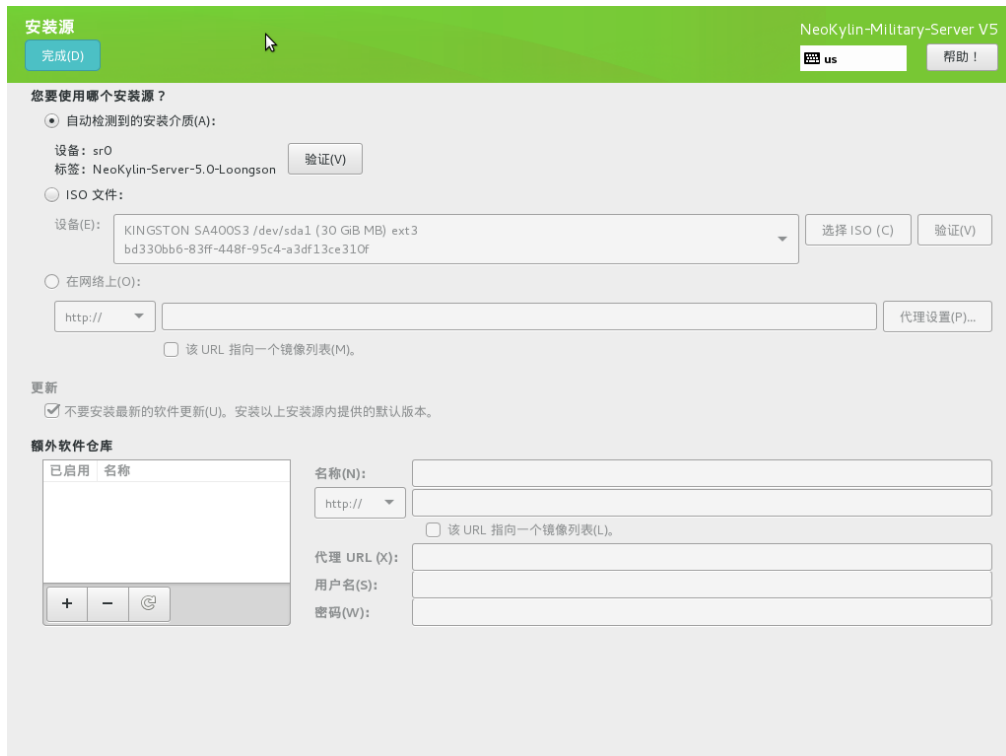 安装源
NeoKylin-Military-Server V5
完成(D)
us
帮助！
您要使用哪个安装源？
自动检测到的安装介质(A):
设备: sr0
标签: NeoKylin-Server-5.0-Loongson
验证(V)
ISO 文件:
设备(E):
KINGSTON SA400S3 /dev/sda1 (30 GiB MB) ext3
bd330bb6-83ff-448f-95c4-a3df13ce310f
选择 ISO (C)
验证(V)
在网络上(O):
http://
代理设置(P)...
该 URL 指向一个镜像列表(M)。
更新
不要安装最新的软件更新(U)。安装以上安装源内提供的默认版本。
额外软件仓库
已启用 名称
名称(N):
http://
该 URL 指向一个镜像列表(L)。
代理 URL (X):
用户名(S):
密码(W):